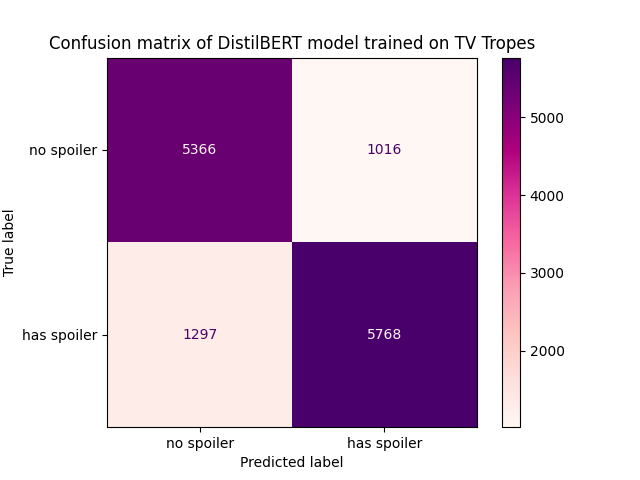 Confusion matrix of DistilBERT model trained on TV Tropes
True label
no spoiler
5366
1016
has spoiler
1297
5768
no spoiler
has spoiler
Predicted label
5000
4000
3000
2000